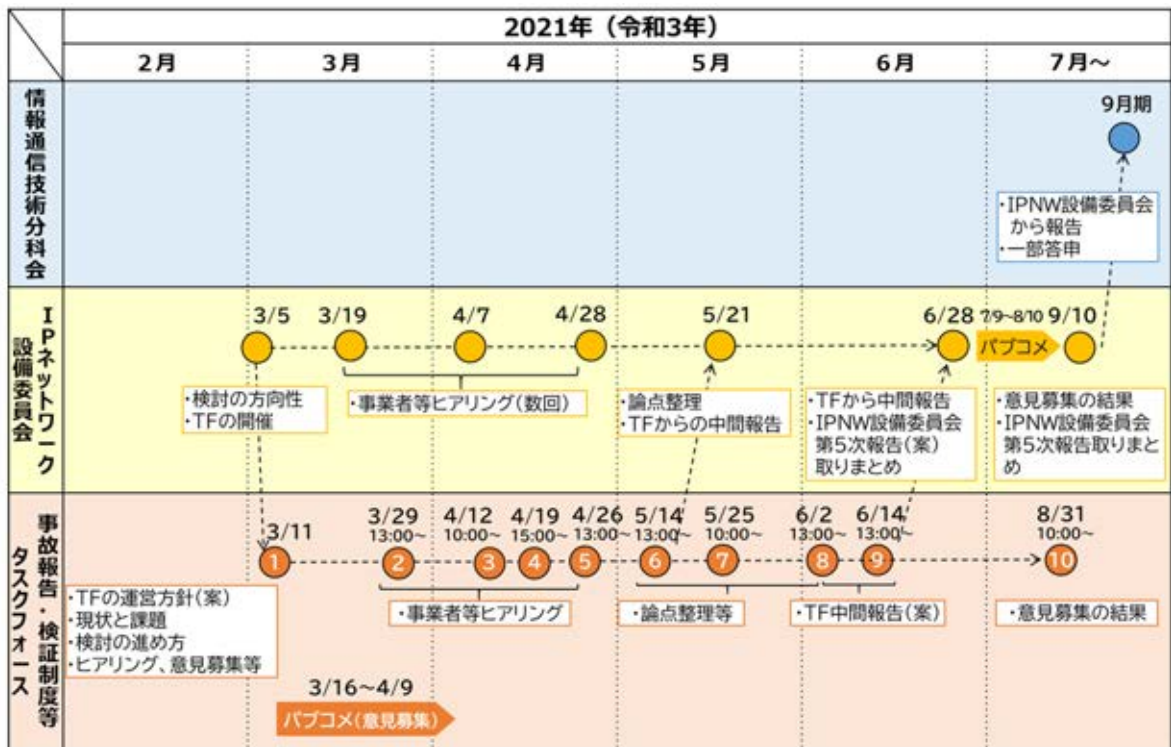 2021年（令和3年）
2月
3月
4月
5月
6月
7月～
情報通信技術分科会
9月期
・IPNW設備委員会
から報告
・一部答申
IPネットワーク
設備委員会
3/5
3/19
4/7
4/28
5/21
6/28
7/9~8/10
9/10
パブコメ
・検討の方向性
・TFの開催
・事業者等ヒアリング(数回)
・論点整理
・TFからの中間報告
・TFから中間報告
・IPNW設備委員会
第5次報告(案)
取りまとめ
・意見募集の結果
・IPNW設備委員会
第5次報告取りまと
め
事故報告・検証制度等
タスクフォース
3/11
3/29
13:00～
4/12
10:00～
4/19
15:00～
4/26
13:00～
5/14
13:00～
5/25
10:00～
6/2
13:00～
6/14
13:00～
8/31
10:00～
1
2
3
4
5
6
7
8
9
10
・TFの運営方針(案)
・現状と課題
・検討の進め方
・ヒアリング、意見募集等
・事業者等ヒアリング
・論点整理等
・TF中間報告(案)
・意見募集の結果
3/16～4/9
パブコメ(意見募集)